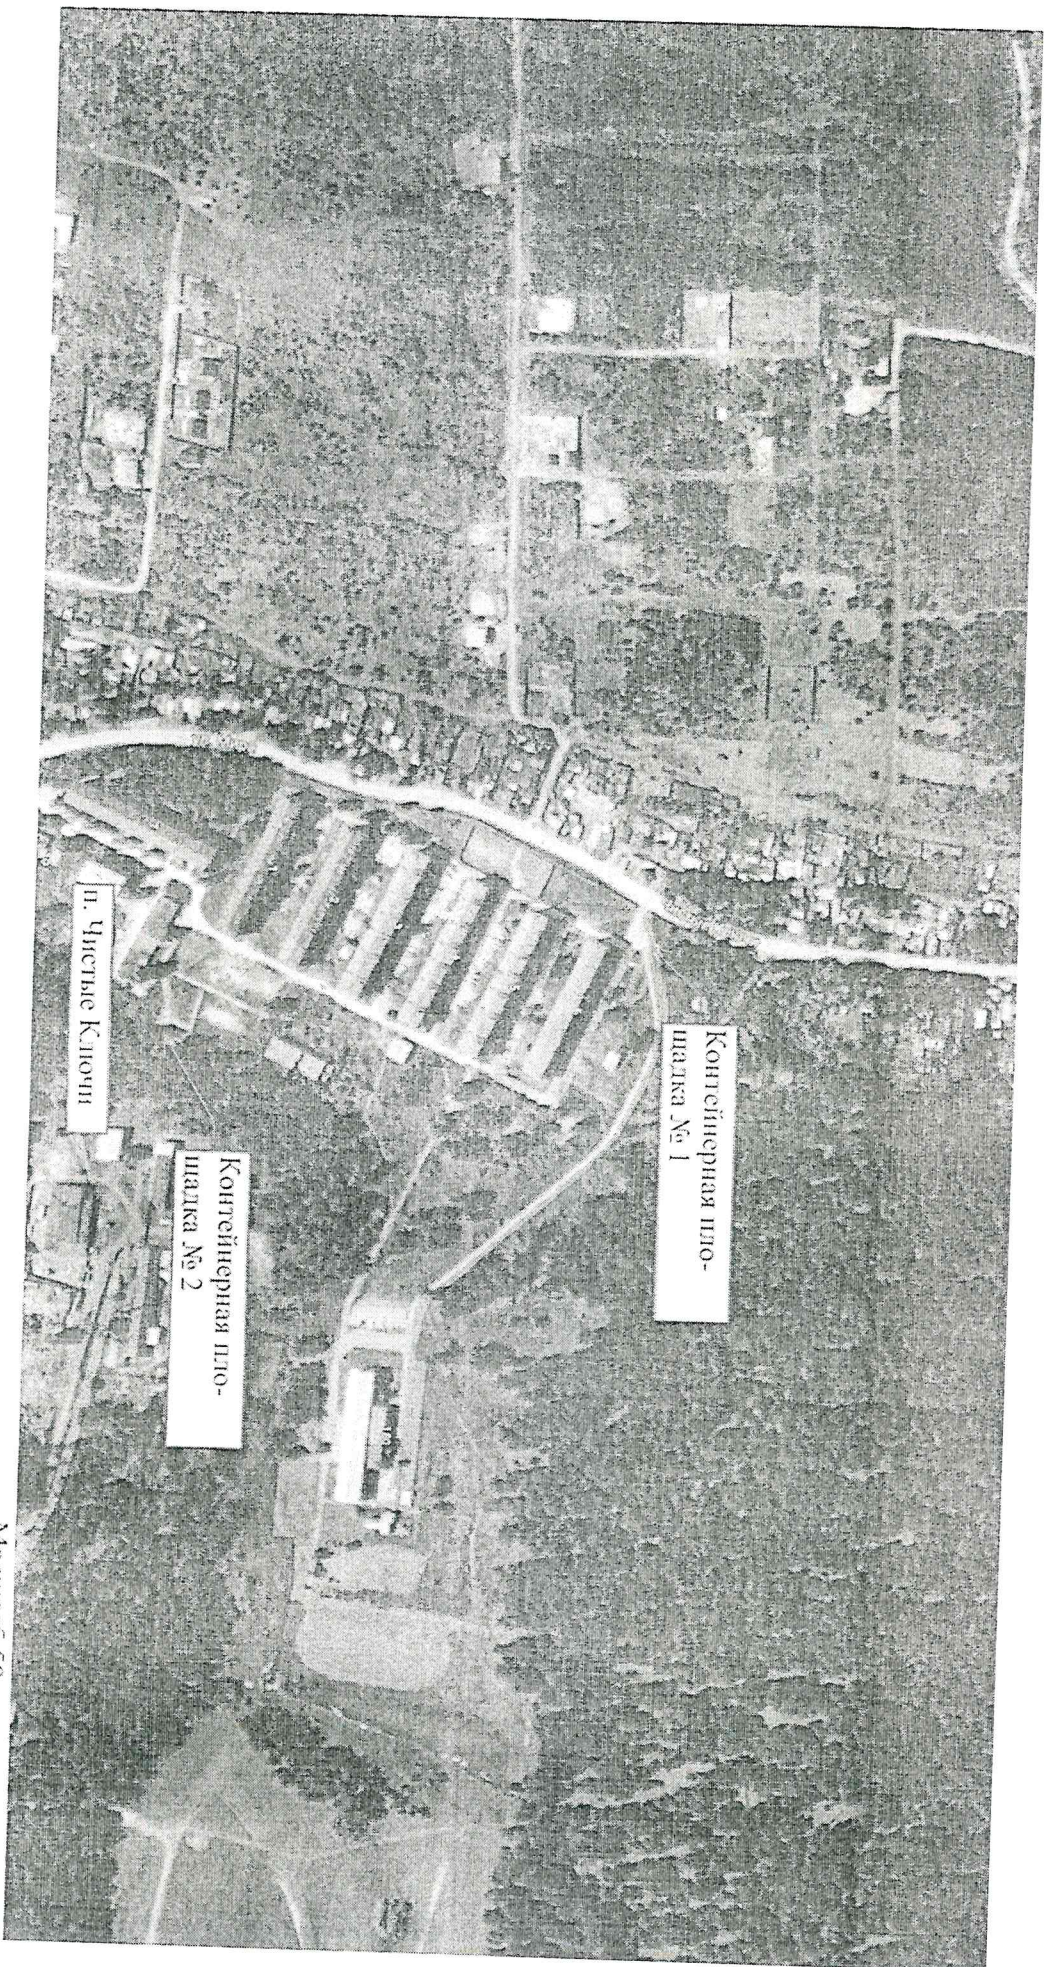 Контейнерная пло-
щадка № 1
Контейнерная пло-
щадка № 2
п. Чистые Ключи